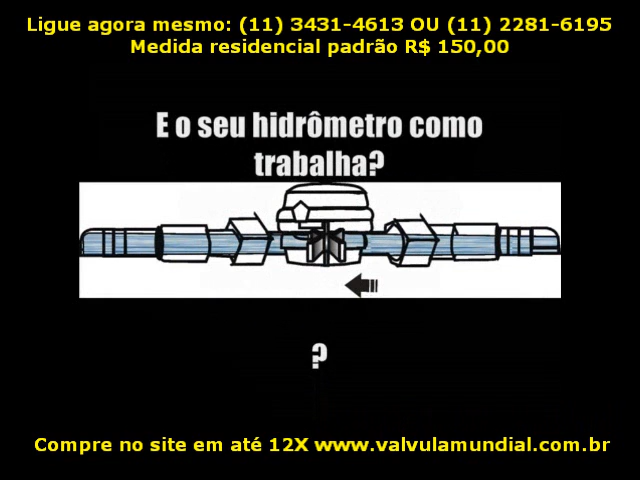 Ligue agora mesmo: (11) 3431-4613 OU (11) 2281-6195
Medida residencial padrão R$ 150,00
E o seu hidrômetro como
trabalha?
?
Compre no site em até 12X www.valvulamundial.com.br